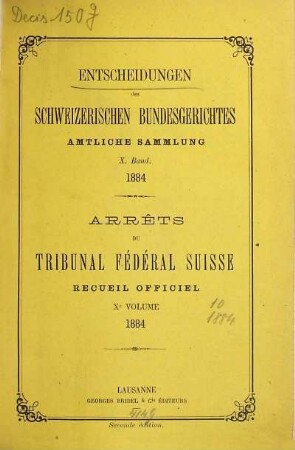 Decis 150
ENTSCHEIDUNGEN
des
SCHWEIZERISCHEN BUNDESGERICHTES
AMTLICHE SAMMLUNG
X. Band.
1884
ARRÊTS
DU
TRIBUNAL FÉDÉRAL SUISSE
RECUEIL OFFICIEL
Xe VOLUME
1884
10
1884
LAUSANNE
GEORGES BRIDEL & Cie ÉDITEURS
Seconde édition.